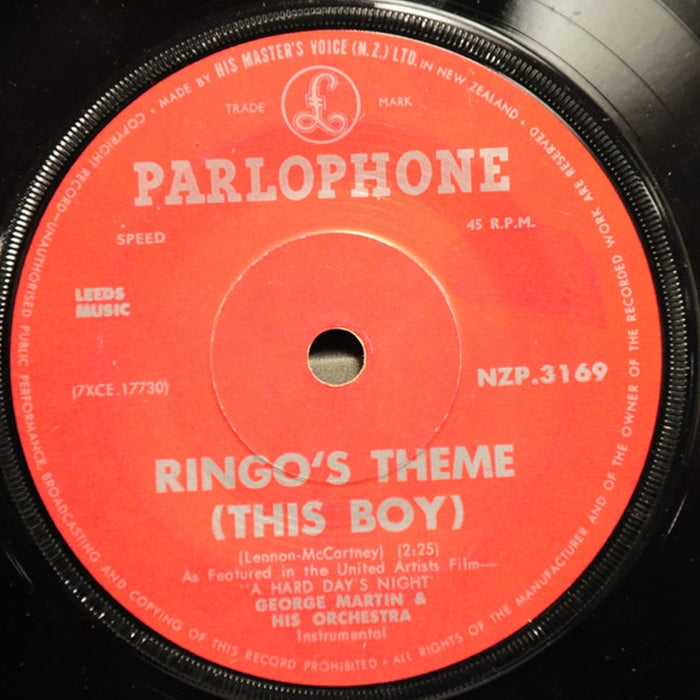 COPYRIGHT RECORD—UNAUTHORISED PUBLIC PERFORMANCE, BROADCASTING AND COPYING OF THIS RECORD PROHIBITED • ALL RIGHTS OF THE MANUFACTURER AND OF THE OWNER OF THE RECORDED WORK ARE RESERVED •
MADE BY HIS MASTER'S VOICE (N.Z.) LTD. IN NEW ZEALAND
TRADE £ MARK
PARLOPHONE
SPEED 45 R.P.M.
LEEDS
MUSIC
(7XCE.17730) NZP.3169
RINGO'S THEME
(THIS BOY)
(Lennon-McCartney) (2:25)
As Featured in the United Artists Film—
"A HARD DAY'S NIGHT"
GEORGE MARTIN &
HIS ORCHESTRA
Instrumental